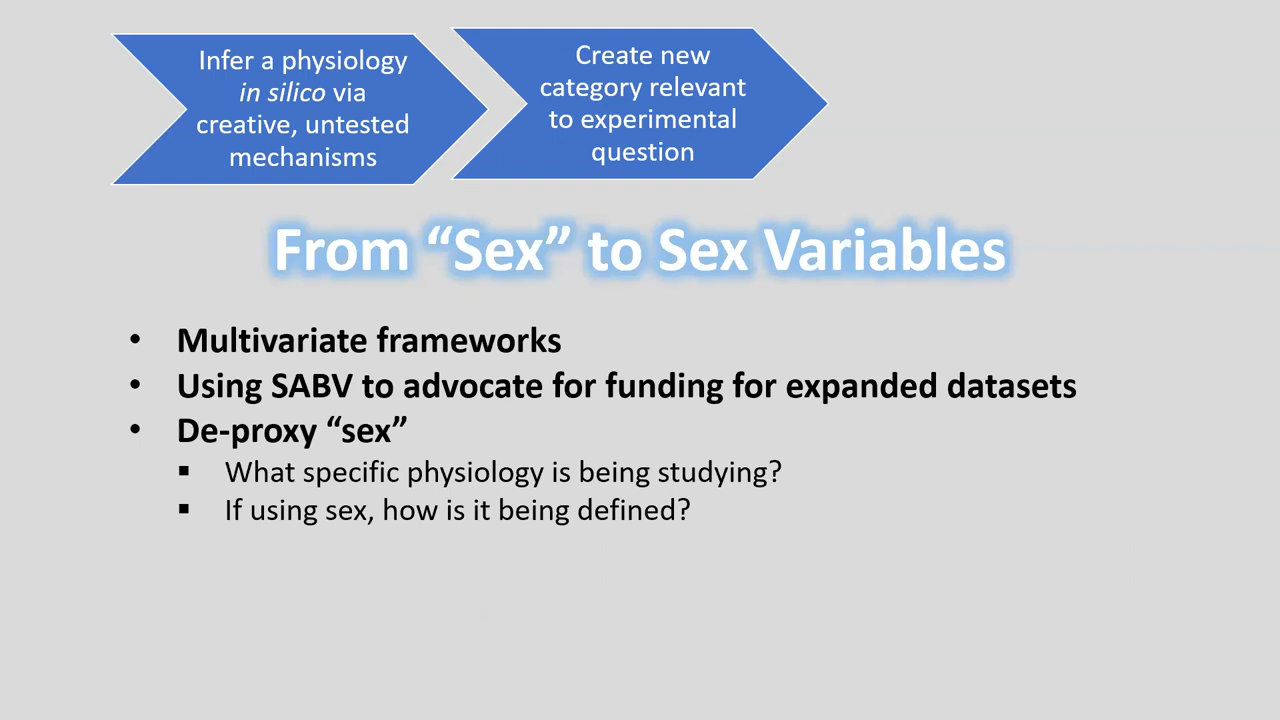 Infer a physiology
in silico via
creative, untested
mechanisms
Create new
category relevant
to experimental
question
From “Sex” to Sex Variables
• Multivariate frameworks
• Using SABV to advocate for funding for expanded datasets
• De-proxy “sex”
▪ What specific physiology is being studying?
▪ If using sex, how is it being defined?